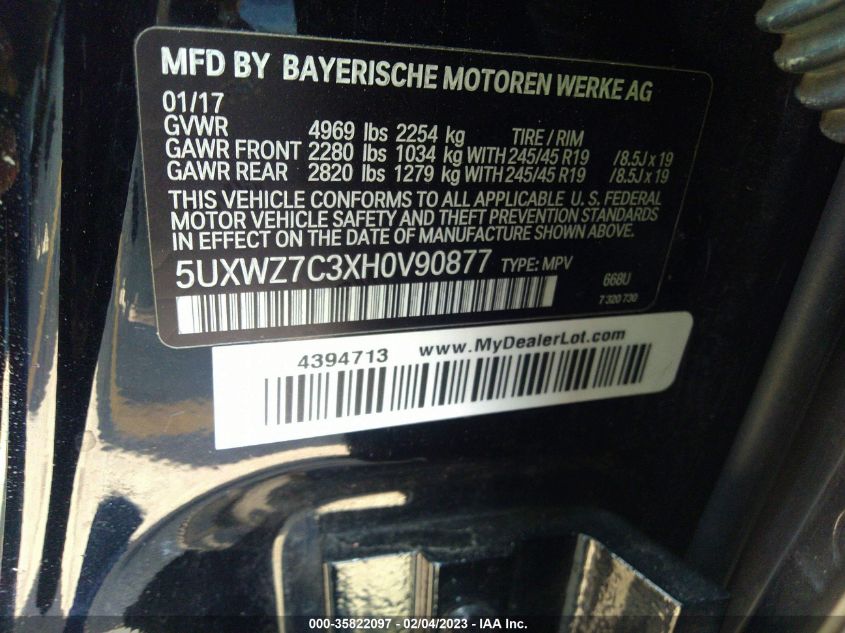 MFD BY BAYERISCHE MOTOREN WERKE AG
01/17
GVWR 4969 lbs 2254 kg TIRE / RIM
GAWR FRONT 2280 lbs 1034 kg WITH 245/45 R19 /8.5J x 19
GAWR REAR 2820 lbs 1279 kg WITH 245/45 R19 /8.5J x 19
THIS VEHICLE CONFORMS TO ALL APPLICABLE U. S. FEDERAL
MOTOR VEHICLE SAFETY AND THEFT PREVENTION STANDARDS
IN EFFECT ON THE DATE OF MANUFACTURE SHOWN ABOVE.
5UXWZ7C3XH0V90877 TYPE: MPV 668U
7 320 730
4394713 www.MyDealerLot.com
000-35822097 - 02/04/2023 - IAA Inc.